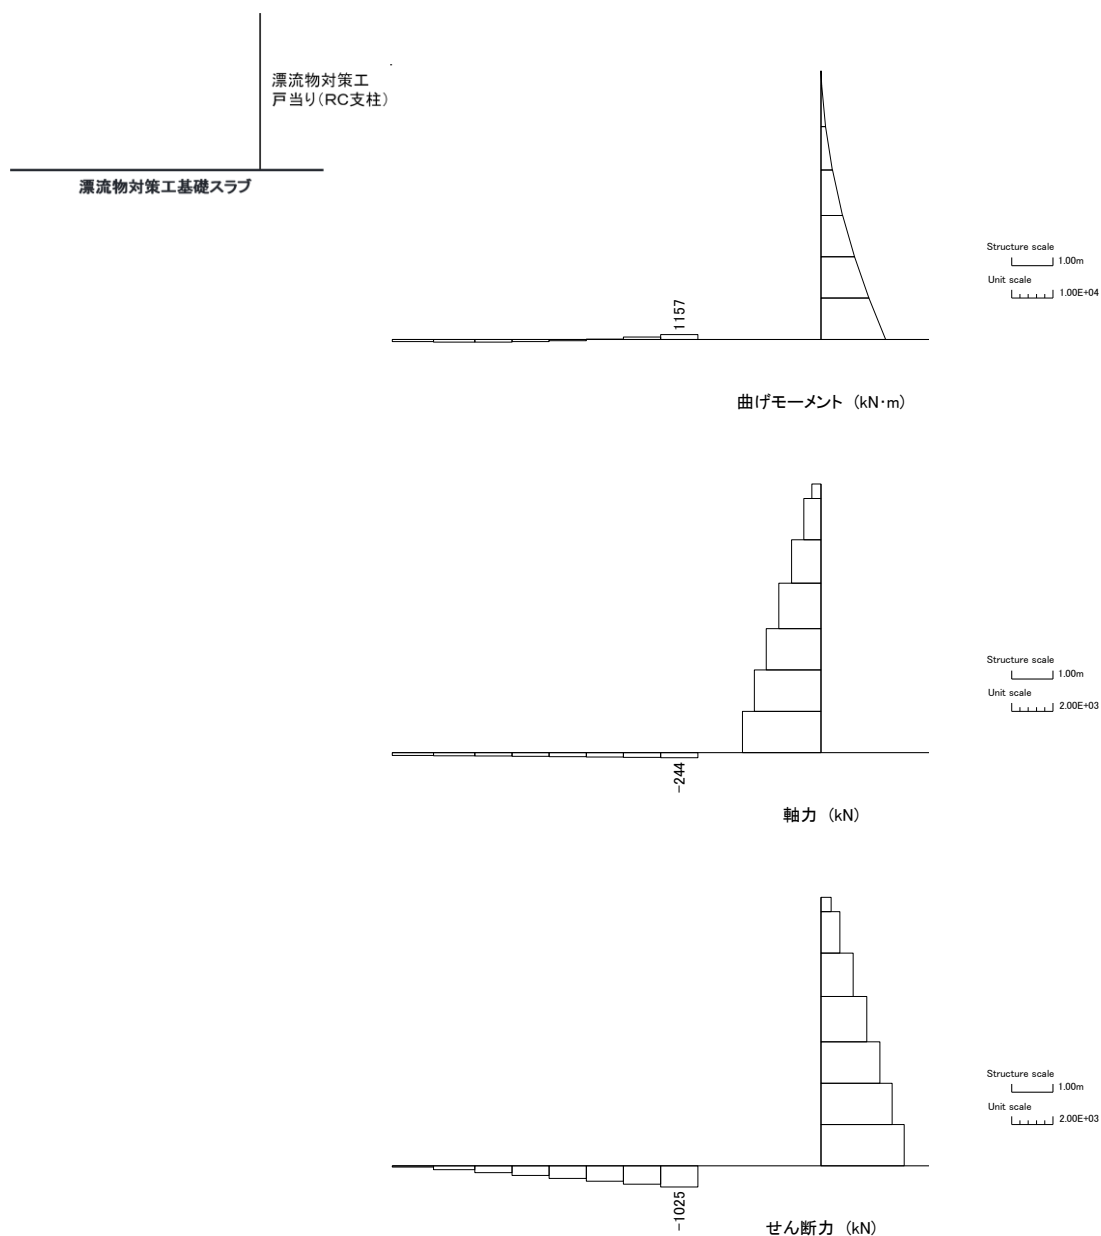 漂流物対策工
戸当り(RC支柱)
漂流物対策工基礎スラブ
Structure scale
1.00m
Unit scale
1.00E+04
1157
曲げモーメント (kN·m)
Structure scale
1.00m
Unit scale
2.00E+03
-244
軸力 (kN)
Structure scale
1.00m
Unit scale
2.00E+03
-1025
せん断力 (kN)